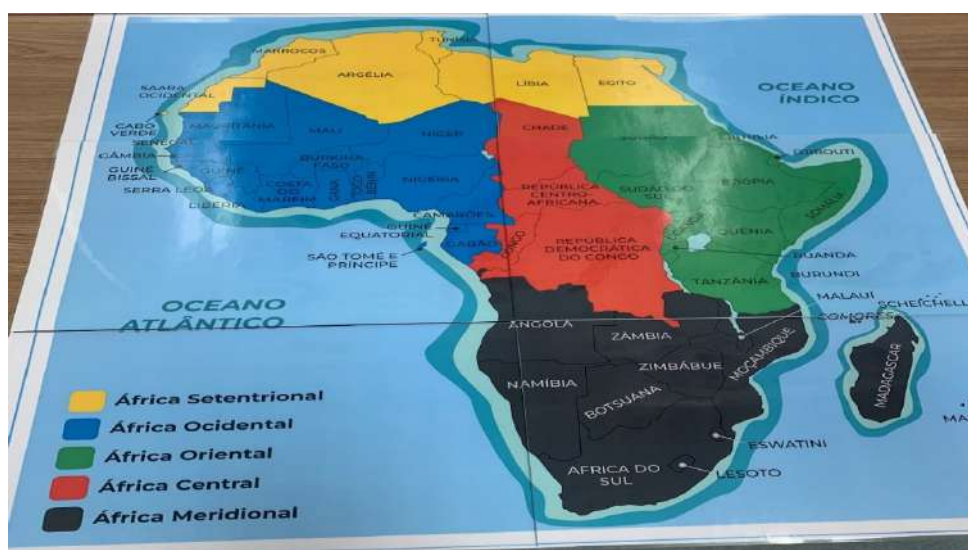 TUNÍSIA
MARROCOS
ARGÉLIA
LÍBIA
EGITO
OCEANO
ÍNDICO
SAARA
OCIDENTAL
CABO
VERDE
MAURITÂNIA
MALI
NIGER
CHADE
SENEGAL
GÂMBIA
GUINÉ
BISSAL
GUINÉ
SERRA LEOA
LIBÉRIA
COSTA
DO
MARFIM
BURKINA
FASO
GANA
TOGO
BENIN
NIGÉRIA
CAMARÕES
GUINÉ
EQUATORIAL
GABÃO
CONGO
SÃO TOMÉ E
PRÍNCIPE
REPÚBLICA
CENTRO-
AFRICANA
REPÚBLICA
DEMOCRÁTICA
DO CONGO
SUDÃO DO
SUL
DJIBOUTI
ETIÓPIA
SOMÁLIA
QUÊNIA
RUANDA
BURUNDI
TANZÂNIA
MALAUÍ
COMORES
OCEANO
ATLÂNTICO
ANGOLA
ZÂMBIA
MOÇAMBIQUE
ZIMBÁBUE
NAMÍBIA
BOTSUANA
MADAGASCAR
ESWATINI
LESOTO
ÁFRICA DO
SUL
África Setentrional
África Ocidental
África Oriental
África Central
África Meridional